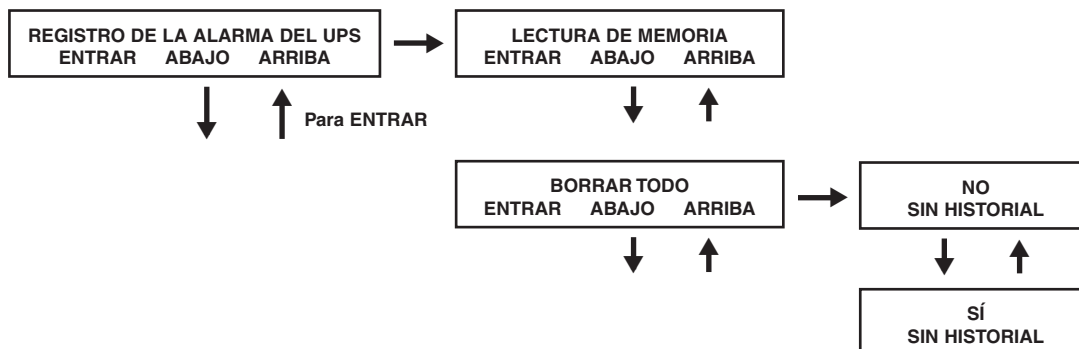 REGISTRO DE LA ALARMA DEL UPS
ENTRAR ABAJO ARRIBA
Para ENTRAR
LECTURA DE MEMORIA
ENTRAR ABAJO ARRIBA
BORRAR TODO
ENTRAR ABAJO ARRIBA
NO
SIN HISTORIAL
SÍ
SIN HISTORIAL